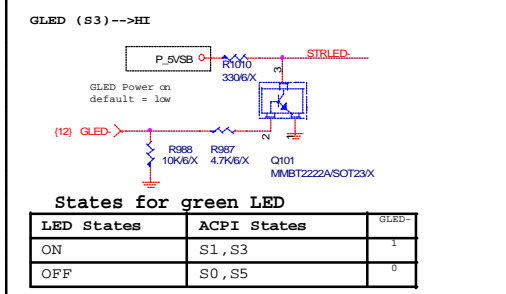 GLED (S3)-->HI
P_5VSB
R1010
330/6/X
STRLED-
3
GLED Power on
default = low
{12} GLED-
2
1
R988
10K/6/X
R987
4.7K/6/X
Q101
MMBT2222A/SOT23/X
States for green LED
LED States ACPI States GLED-
ON S1,S3 1
OFF S0,S5 0